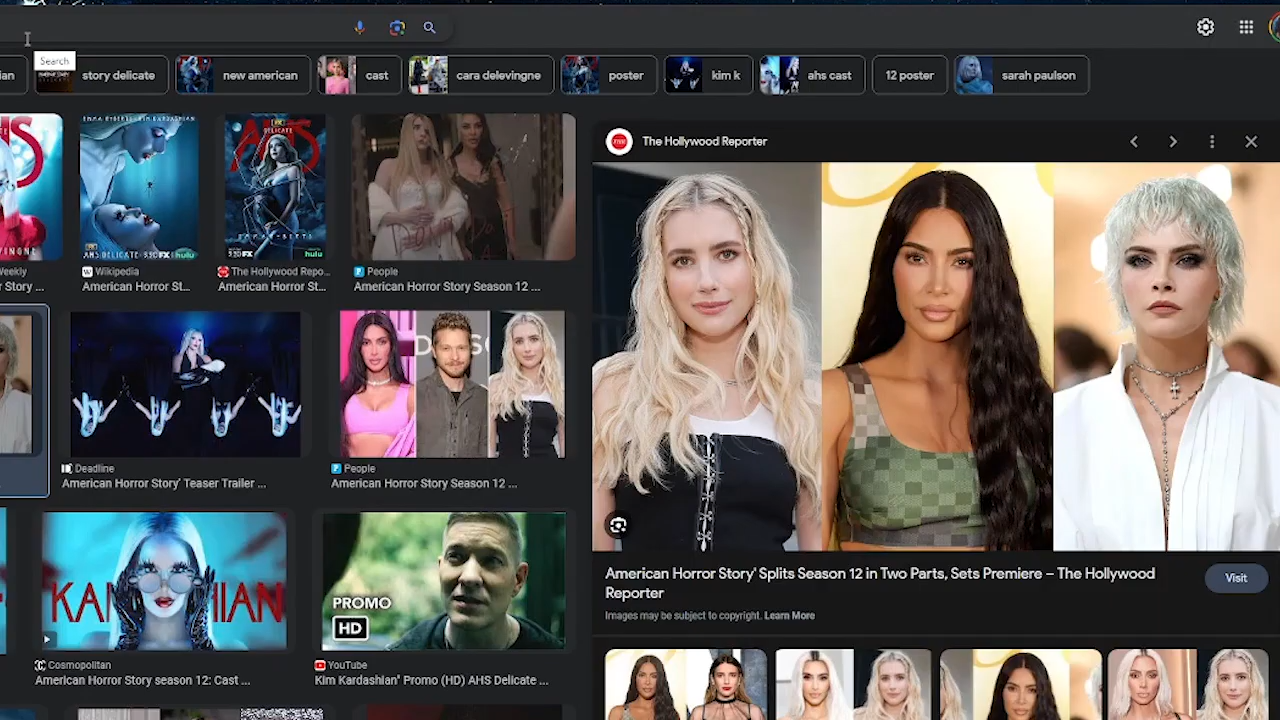 Search
ian
story delicate
new american
cast
cara delevingne
poster
kim k
ahs cast
12 poster
sarah paulson
The Hollywood Reporter
Weekly
Wikipedia
The Hollywood Repo...
People
Story ...
American Horror St...
American Horror St...
American Horror Story Season 12 ...
Deadline
People
American Horror Story' Teaser Trailer ...
American Horror Story Season 12 ...
American Horror Story' Splits Season 12 in Two Parts, Sets Premiere – The Hollywood
Reporter
Visit
Images may be subject to copyright. Learn More
PROMO
HD
Cosmopolitan
YouTube
American Horror Story season 12: Cast ...
Kim Kardashian" Promo (HD) AHS Delicate ...